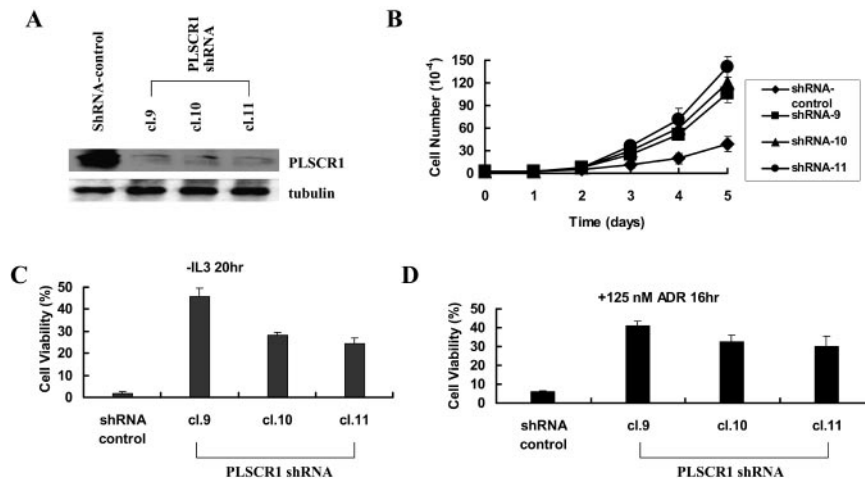 A
ShRNA-control
PLSCR1
shRNA
cl.9
cl.10
cl.11
PLSCR1
tubulin
B
Cell Number (10⁻⁴)
150
120
90
60
30
0
0 1 2 3 4 5
Time (days)
shRNA-
control
shRNA-9
shRNA-10
shRNA-11
C
-IL3 20hr
Cell Viability (%)
60
50
40
30
20
10
0
shRNA
control
cl.9 cl.10 cl.11
PLSCR1 shRNA
D
+125 nM ADR 16hr
Cell Viability (%)
50
40
30
20
10
0
shRNA
control
cl.9 cl.10 cl.11
PLSCR1 shRNA